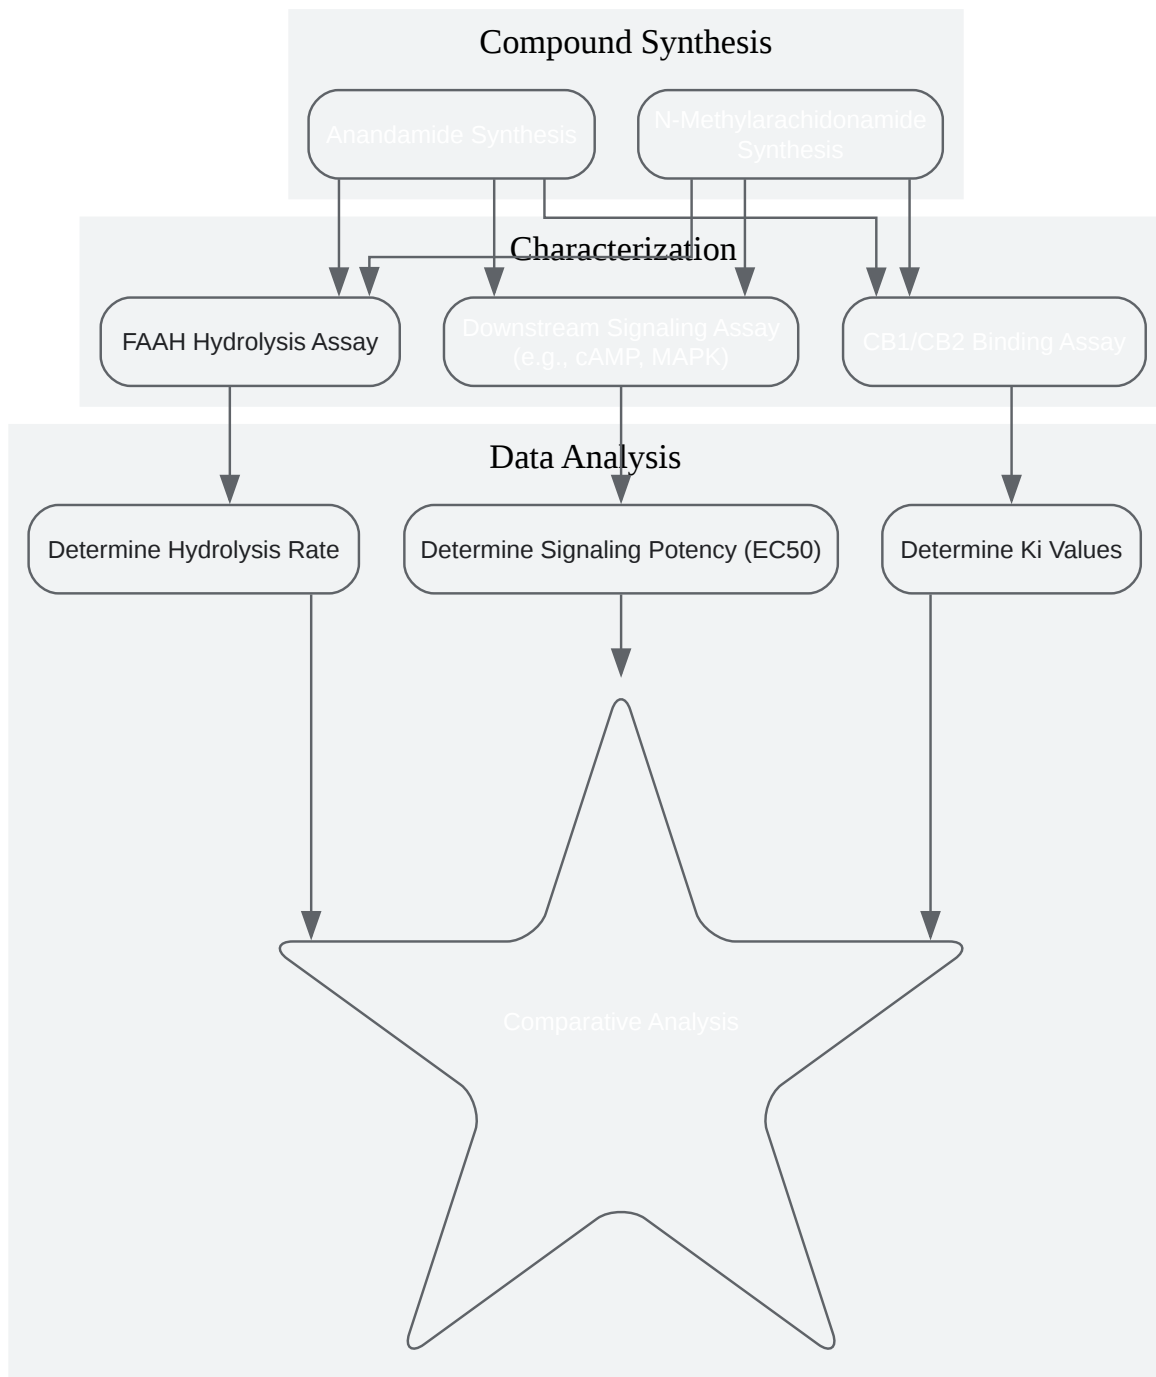 Compound Synthesis
Anandamide Synthesis
N-Methylarachidonamide
Synthesis
Characterization
FAAH Hydrolysis Assay
Downstream Signaling Assay
(e.g., cAMP, MAPK)
CB1/CB2 Binding Assay
Data Analysis
Determine Hydrolysis Rate
Determine Signaling Potency (EC50)
Determine Ki Values
Comparative Analysis